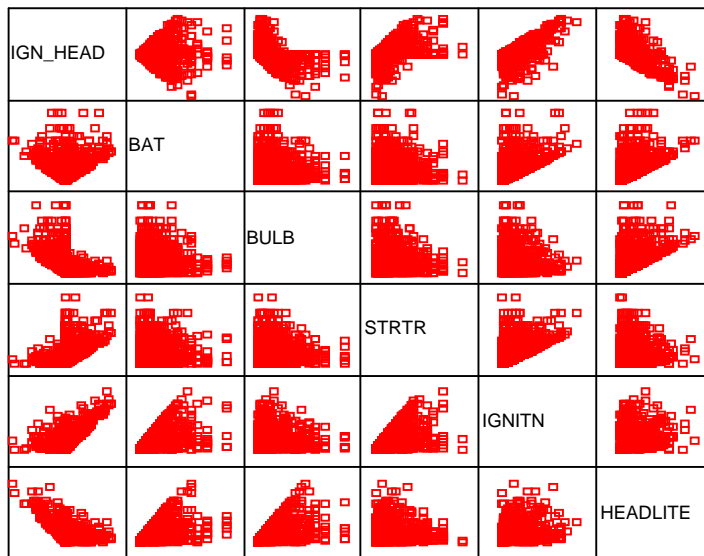 IGN_HEAD
BAT
BULB
STRTR
IGNITN
HEADLITE